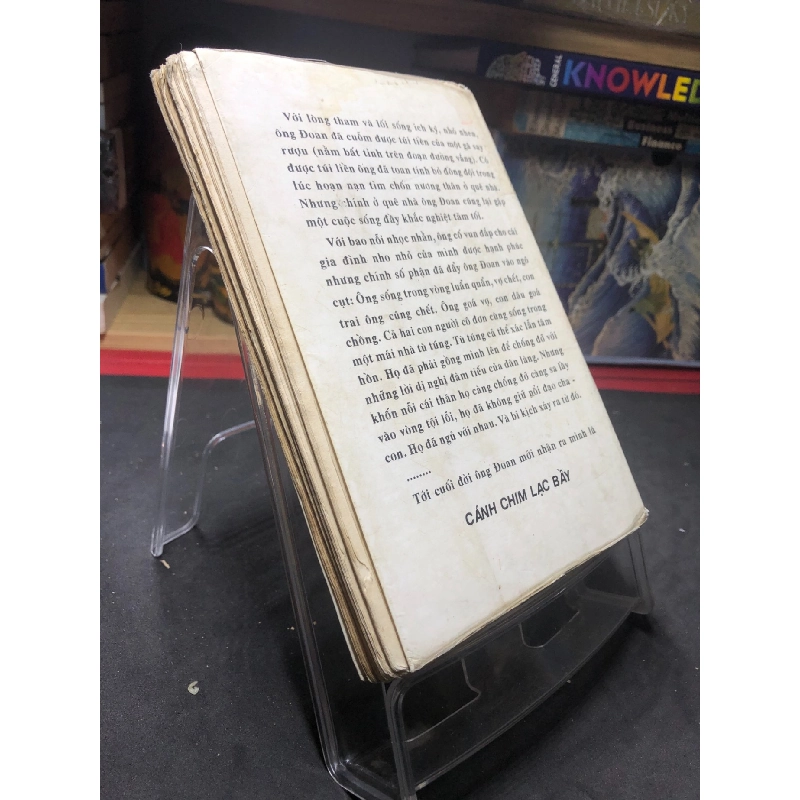 GENERAL KNOWLED
Business
Finance
Với lòng tham và lối sống ích kỷ, nhỏ nhen,
ông Đoan đã cuỗm được túi tiền của một gã say
rượu (nằm bất tỉnh trên đoạn đường vắng). Có
được túi tiền ông đã toan tính bỏ đồng đội trong
lúc hoạn nạn tìm chốn nương thân ở quê nhà.
Nhưng chính ở quê nhà ông Đoan cũng lại gặp
một cuộc sống đầy khắc nghiệt tăm tối.
Với bao nỗi nhọc nhằn, ông cố vun đắp cho cái
gia đình nho nhỏ của mình được hạnh phúc
nhưng chính số phận đã đẩy ông Đoan vào ngõ
cụt: Ông sống trong vòng luẩn quẩn, vợ chết, con
trai ông cũng chết. Ông goá vợ, con dâu goá
chồng. Cả hai con người cô đơn cùng sống trong
một mái nhà tù túng. Tù túng cả thể xác lẫn tâm
hồn. Họ đã phải gồng mình lên để chống đỡ với
những lời dị nghị đàm tiếu của dân làng. Nhưng
khốn nỗi cái thân họ càng chống đỡ càng sa lầy
vào vòng tội lỗi, họ đã không giữ nổi đạo cha -
con. Họ đã ngủ với nhau. Và bi kịch xảy ra từ đó.
........
Tới cuối đời ông Đoan mới nhận ra mình là
CÁNH CHIM LẠC BẦY